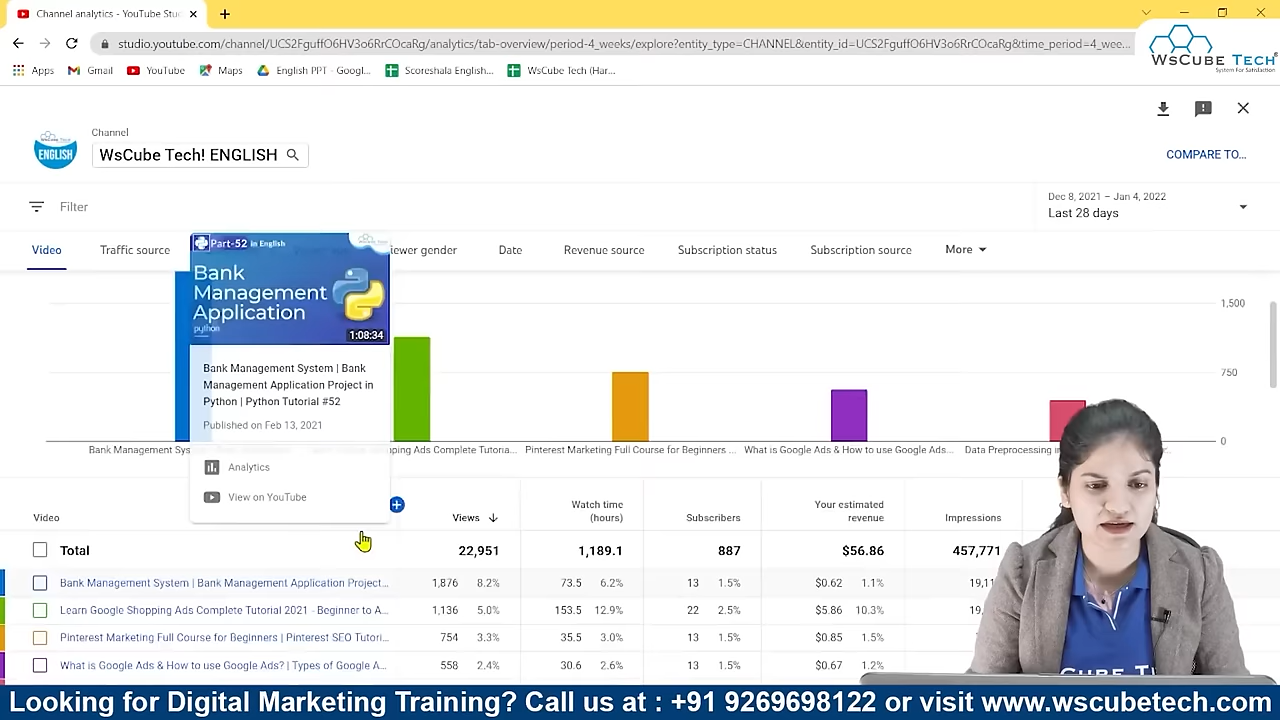 Channel analytics - YouTube Stu
studio.youtube.com/channel/UCS2FguffO6HV3o6RrCOcaRg/analytics/tab-overview/period-4_weeks/explore?entity_type=CHANNEL&entity_id=UCS2FguffO6HV3o6RrCOcaRg&time_period=4_wee...
WsCube Tech®
System For Satisfaction
Apps Gmail YouTube Maps English PPT - Googl... Scoreshala English... WsCube Tech (Har...
Channel
ENGLISH
WsCube Tech! ENGLISH
COMPARE TO...
Filter
Dec 8, 2021 – Jan 4, 2022
Last 28 days
Video Traffic source iewer gender Date Revenue source Subscription status Subscription source More
Part-52 in English
Bank
Management
Application
python
1:08:34
1,500
750
0
Bank Management System | Bank
Management Application Project in
Python | Python Tutorial #52
Published on Feb 13, 2021
Bank Management Sys
pping Ads Complete Tutoria...
Pinterest Marketing Full Course for Beginners ...
What is Google Ads & How to use Google Ads...
Data Preprocessing in
Analytics
View on YouTube
Video Views Watch time (hours) Subscribers Your estimated revenue Impressions
Total 22,951 1,189.1 887 $56.86 457,771
Bank Management System | Bank Management Application Project... 1,876 8.2% 73.5 6.2% 13 1.5% $0.62 1.1% 19,11
Learn Google Shopping Ads Complete Tutorial 2021 - Beginner to A... 1,136 5.0% 153.5 12.9% 22 2.5% $5.86 10.3% 19,
Pinterest Marketing Full Course for Beginners | Pinterest SEO Tutori... 754 3.3% 35.5 3.0% 13 1.5% $0.85 1.5%
What is Google Ads & How to use Google Ads? | Types of Google A... 558 2.4% 30.6 2.6% 13 1.5% $0.67 1.2%
CUBE T
Looking for Digital Marketing Training? Call us at : +91 9269698122 or visit www.wscubetech.com